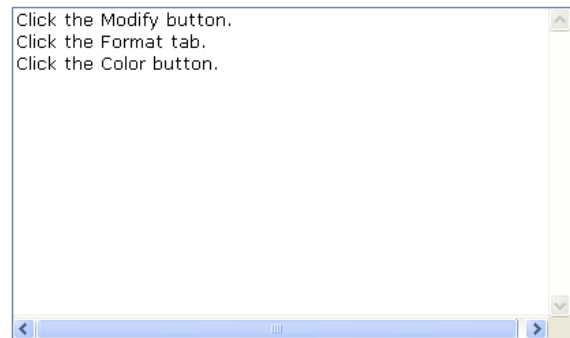 Click the Modify button.
Click the Format tab.
Click the Color button.